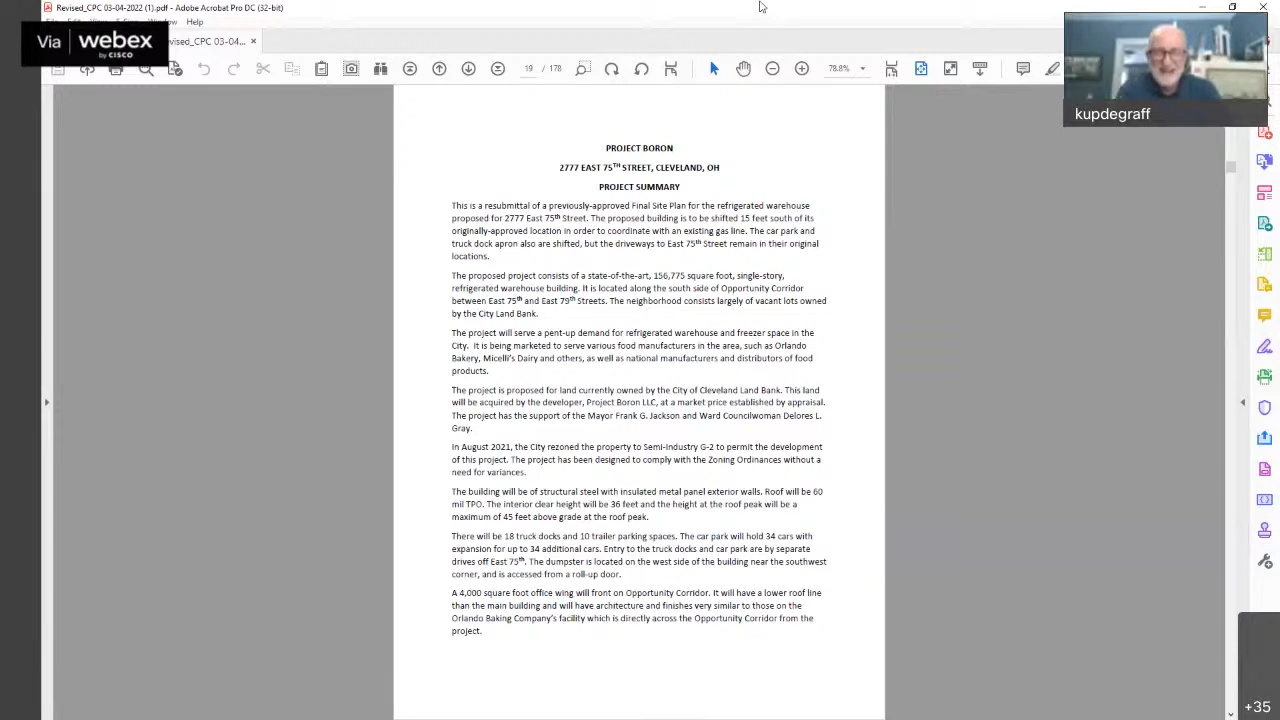 Revised_CPC 03-04-2022 (1).pdf - Adobe Acrobat Pro DC (32-bit)
Window Help
Via webex
by CISCO
vised_CPC 03-04... ×
19 / 178
78.8%
kupdegraff
PROJECT BORON
2777 EAST 75TH STREET, CLEVELAND, OH
PROJECT SUMMARY
This is a resubmittal of a previously-approved Final Site Plan for the refrigerated warehouse
proposed for 2777 East 75th Street. The proposed building is to be shifted 15 feet south of its
originally-approved location in order to coordinate with an existing gas line. The car park and
truck dock apron also are shifted, but the driveways to East 75th Street remain in their original
locations.
The proposed project consists of a state-of-the-art, 156,775 square foot, single-story,
refrigerated warehouse building. It is located along the south side of Opportunity Corridor
between East 75th and East 79th Streets. The neighborhood consists largely of vacant lots owned
by the City Land Bank.
The project will serve a pent-up demand for refrigerated warehouse and freezer space in the
City. It is being marketed to serve various food manufacturers in the area, such as Orlando
Bakery, Micelli's Dairy and others, as well as national manufacturers and distributors of food
products.
The project is proposed for land currently owned by the City of Cleveland Land Bank. This land
will be acquired by the developer, Project Boron LLC, at a market price established by appraisal.
The project has the support of the Mayor Frank G. Jackson and Ward Councilwoman Delores L.
Gray.
In August 2021, the City rezoned the property to Semi-Industry G-2 to permit the development
of this project. The project has been designed to comply with the Zoning Ordinances without a
need for variances.
The building will be of structural steel with insulated metal panel exterior walls. Roof will be 60
mil TPO. The interior clear height will be 36 feet and the height at the roof peak will be a
maximum of 45 feet above grade at the roof peak.
There will be 18 truck docks and 10 trailer parking spaces. The car park will hold 34 cars with
expansion for up to 34 additional cars. Entry to the truck docks and car park are by separate
drives off East 75th. The dumpster is located on the west side of the building near the southwest
corner, and is accessed from a roll-up door.
A 4,000 square foot office wing will front on Opportunity Corridor. It will have a lower roof line
than the main building and will have architecture and finishes very similar to those on the
Orlando Baking Company's facility which is directly across the Opportunity Corridor from the
project.
+35